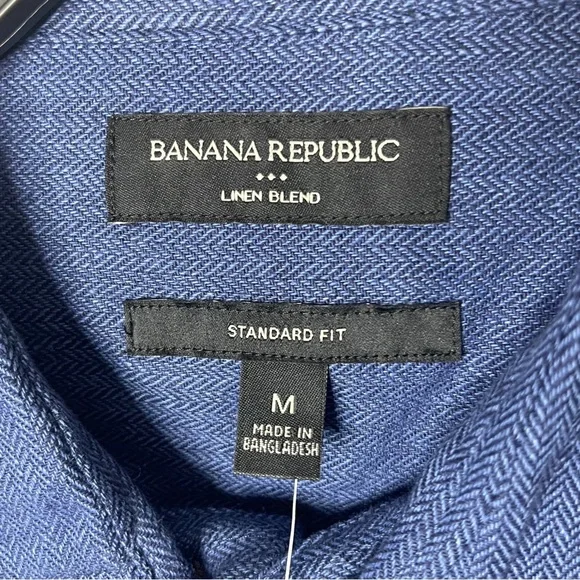 BANANA REPUBLIC
LINEN BLEND
STANDARD FIT
M
MADE IN
BANGLADESH